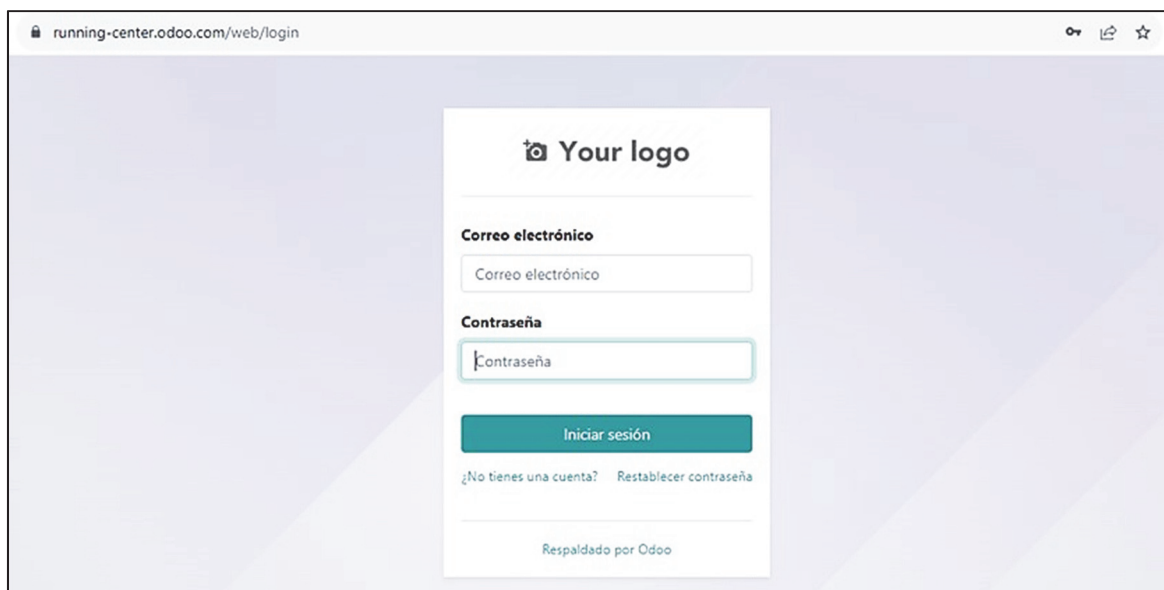 running-center.odoo.com/web/login
Your logo
Correo electrónico
Correo electrónico
Contraseña
Contraseña
Iniciar sesión
¿No tienes una cuenta? Restablecer contraseña
Respaldado por Odoo